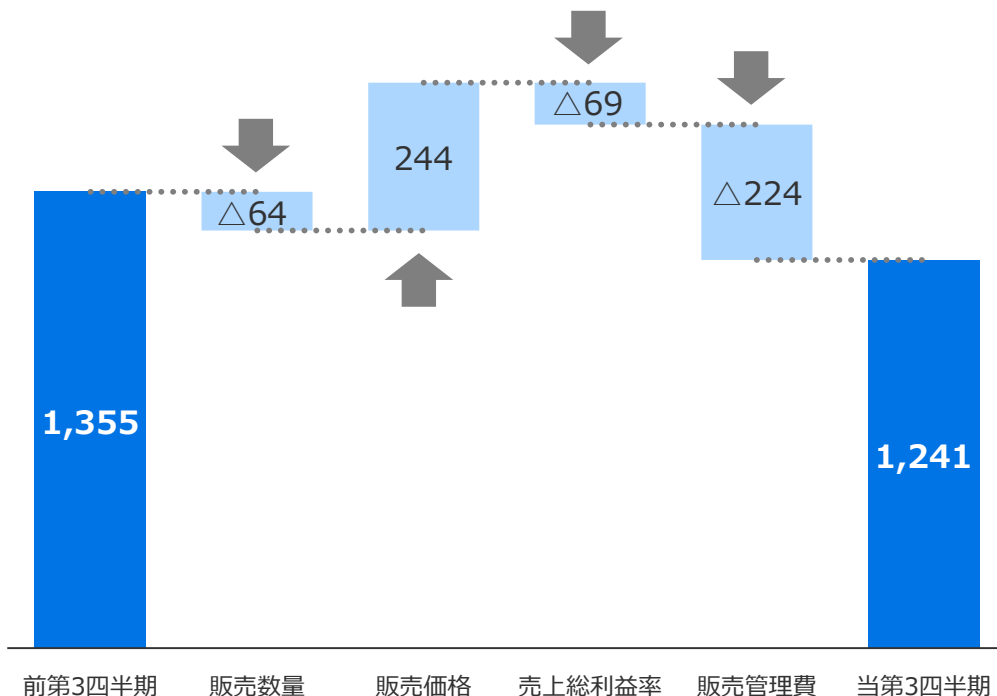 △69
244
△224
△64
1,355
1,241
前第3四半期
販売数量
販売価格
売上総利益率
販売管理費
当第3四半期